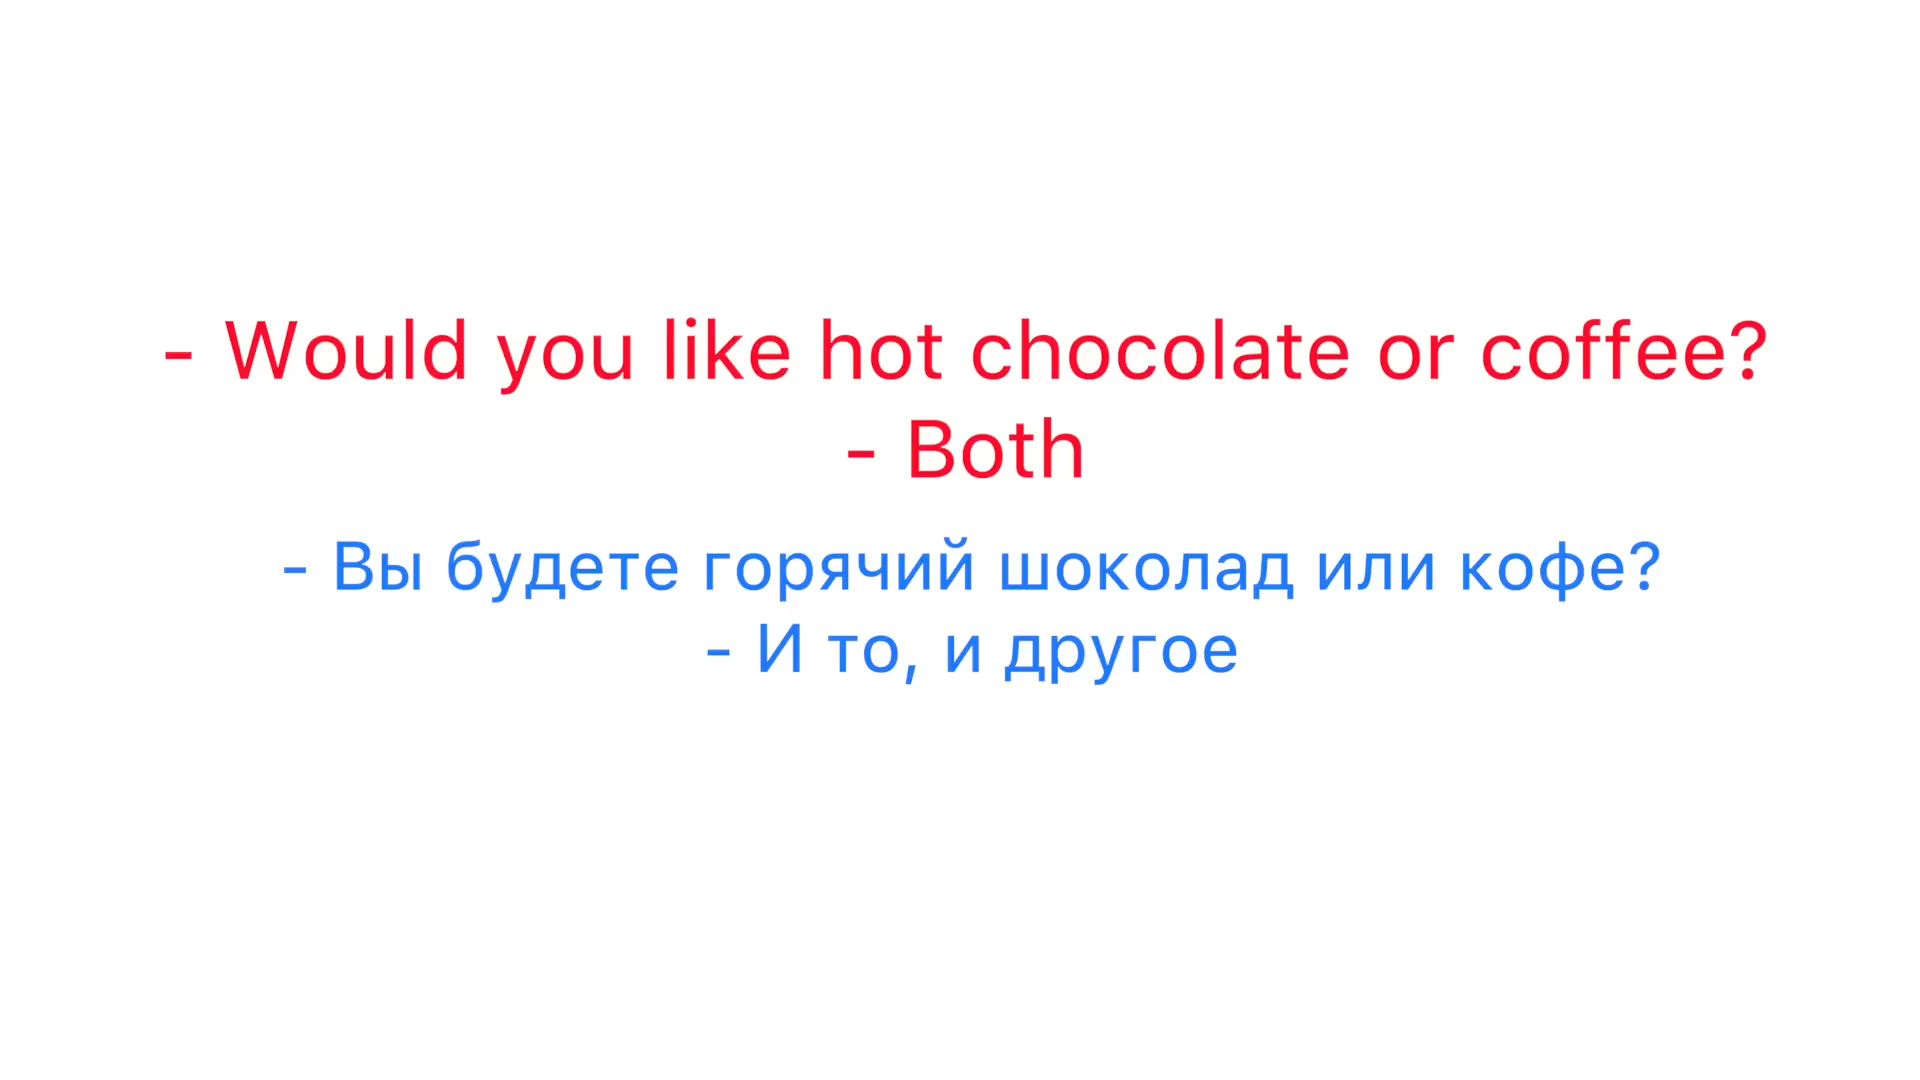 - Would you like hot chocolate or coffee?
- Both
- Вы будете горячий шоколад или кофе?
- И то, и другое